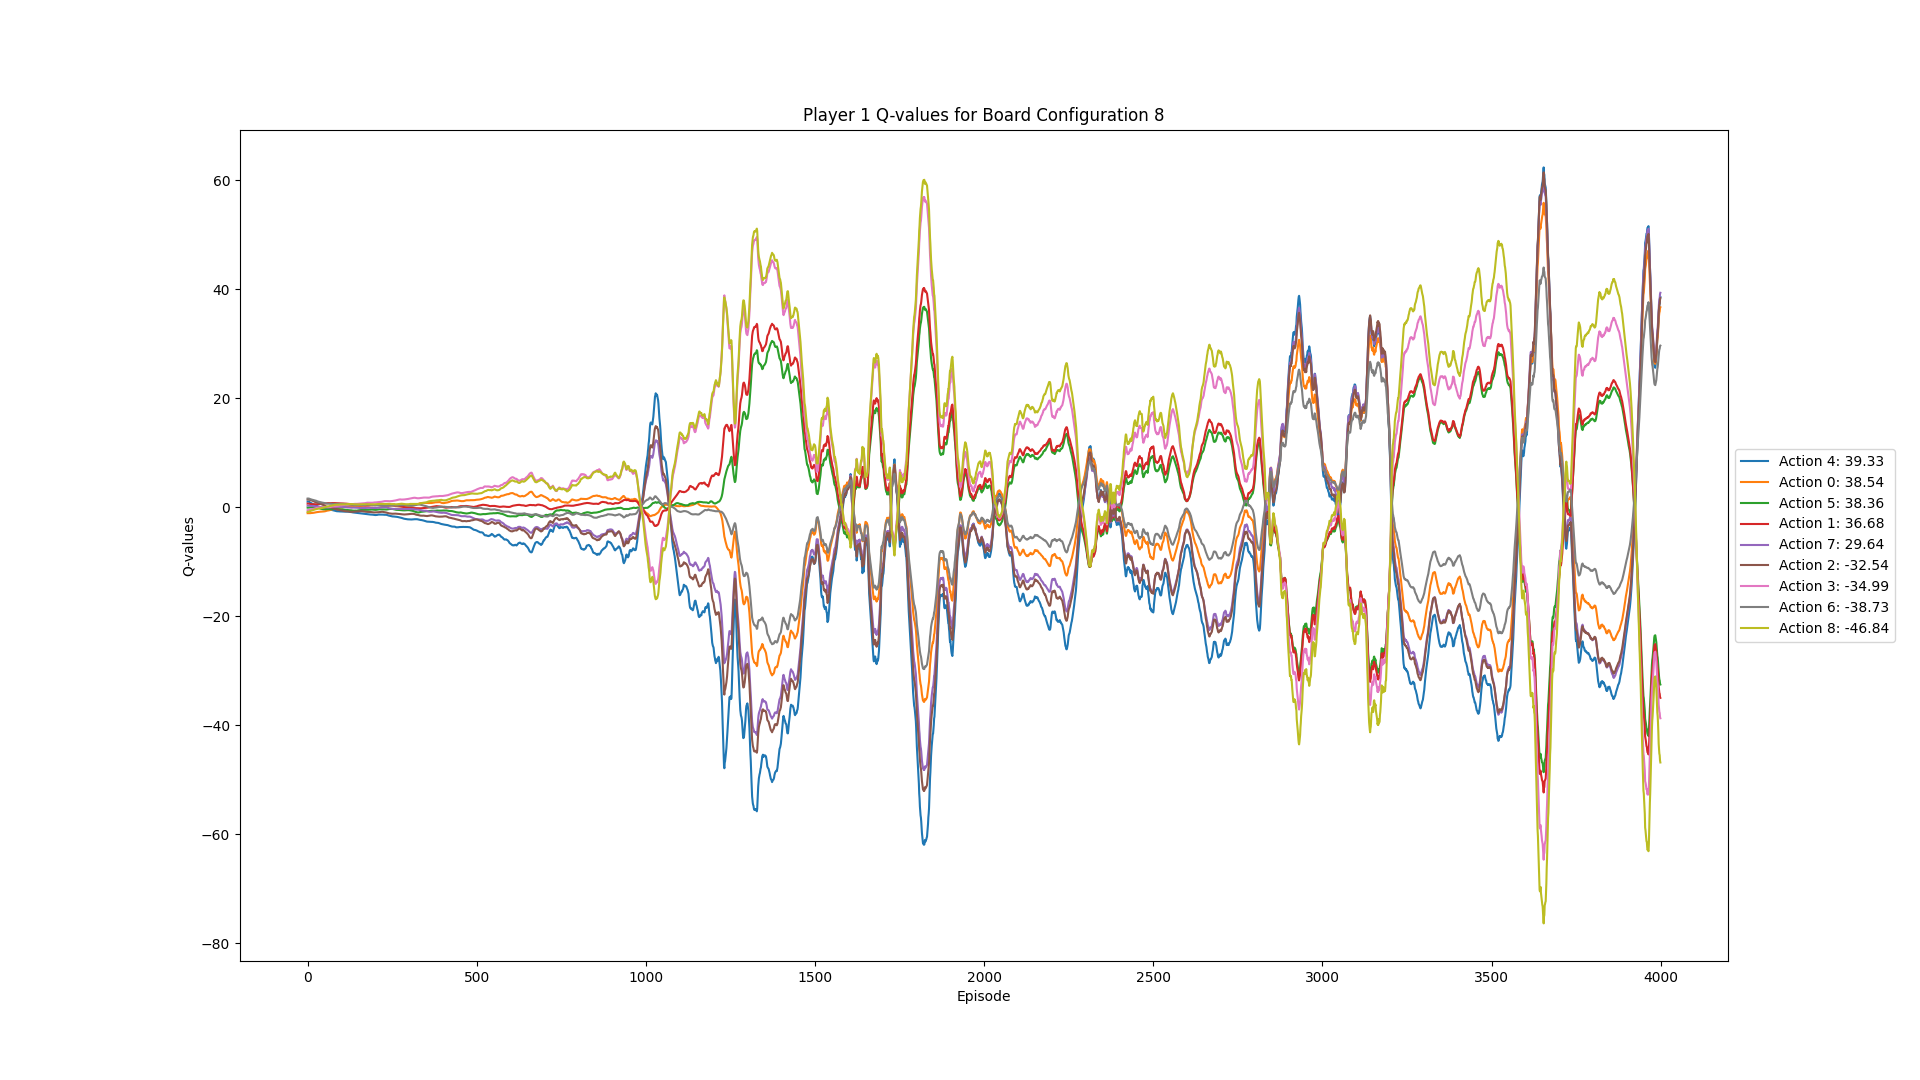 Player 1 Q-values for Board Configuration 8
60
40
20
0
−20
−40
−60
−80
Q-values
0 500 1000 1500 2000 2500 3000 3500 4000
Episode
Action 4: 39.33
Action 0: 38.54
Action 5: 38.36
Action 1: 36.68
Action 7: 29.64
Action 2: -32.54
Action 3: -34.99
Action 6: -38.73
Action 8: -46.84